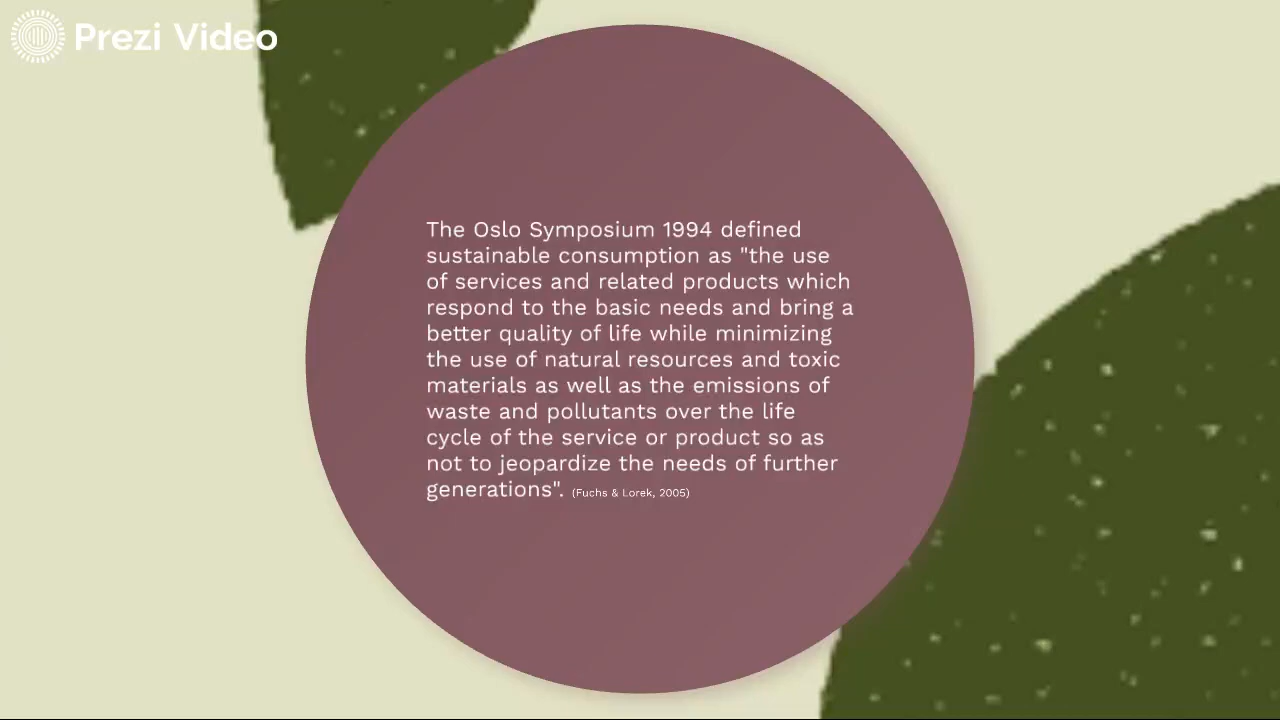 Prezi Video
The Oslo Symposium 1994 defined
sustainable consumption as "the use
of services and related products which
respond to the basic needs and bring a
better quality of life while minimizing
the use of natural resources and toxic
materials as well as the emissions of
waste and pollutants over the life
cycle of the service or product so as
not to jeopardize the needs of further
generations". (Fuchs & Lorek, 2005)